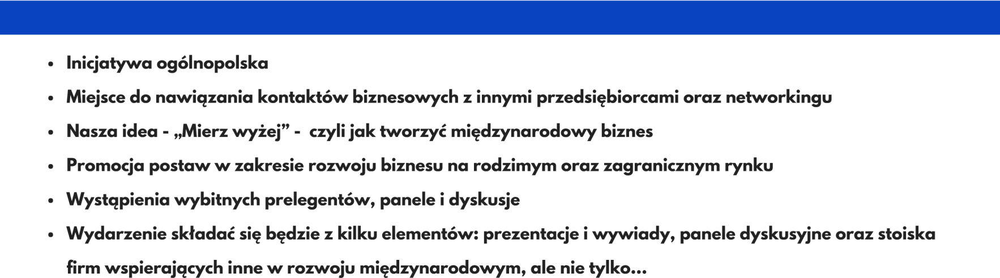 • Inicjatywa ogólnopolska
• Miejsce do nawiązania kontaktów biznesowych z innymi przedsiębiorcami oraz networkingu
• Nasza idea - „Mierz wyżej” - czyli jak tworzyć międzynarodowy biznes
• Promocja postaw w zakresie rozwoju biznesu na rodzimym oraz zagranicznym rynku
• Wystąpienia wybitnych prelegentów, panele i dyskusje
• Wydarzenie składać się będzie z kilku elementów: prezentacje i wywiady, panele dyskusyjne oraz stoiska
firm wspierających inne w rozwoju międzynarodowym, ale nie tylko...